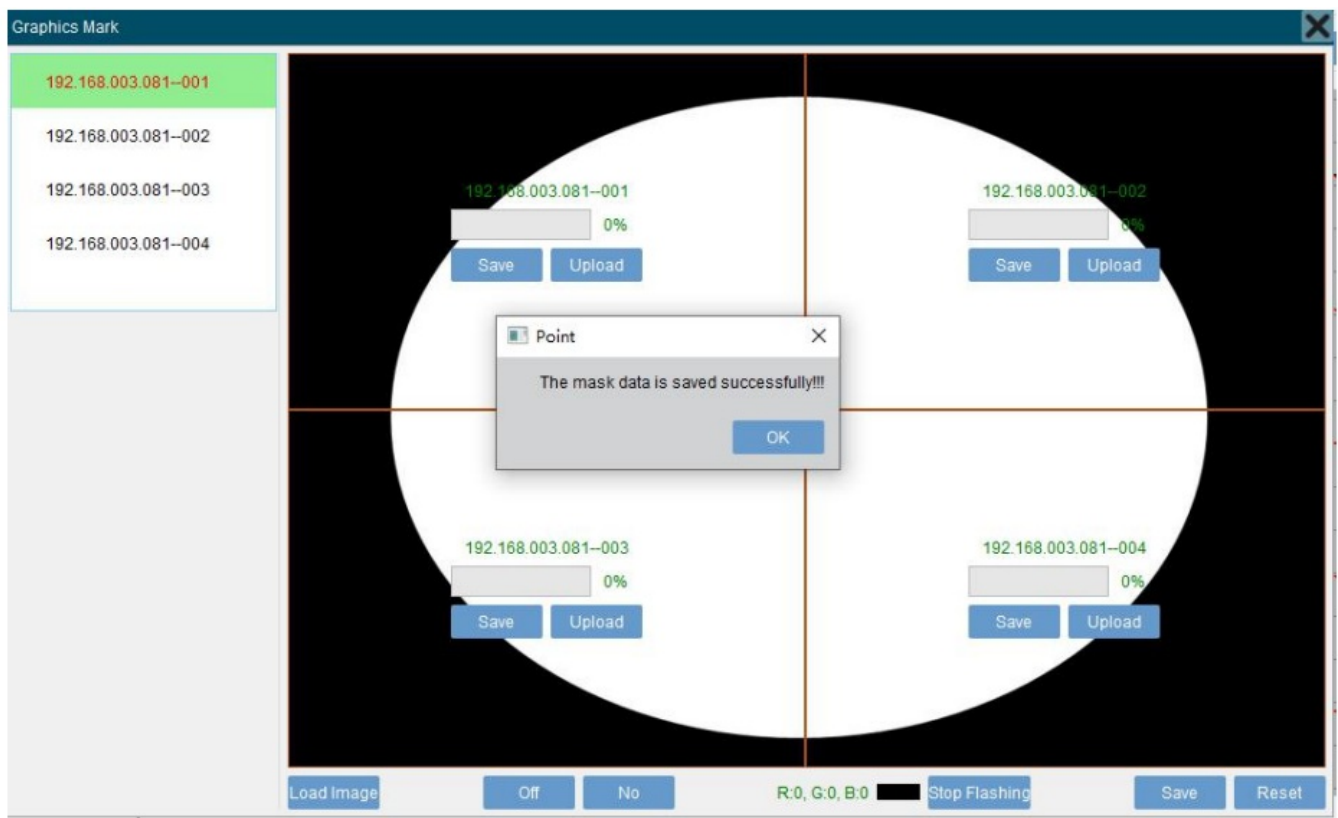 Graphics Mark
192.168.003.081--001
192.168.003.081--002
192.168.003.081--003
192.168.003.081--004
192.168.003.081--001
0%
Save Upload
192.168.003.081--002
0%
Save Upload
Point
The mask data is saved successfully!!!
OK
192.168.003.081--003
0%
Save Upload
192.168.003.081--004
0%
Save Upload
Load Image Off No R:0, G:0, B:0 Stop Flashing Save Reset